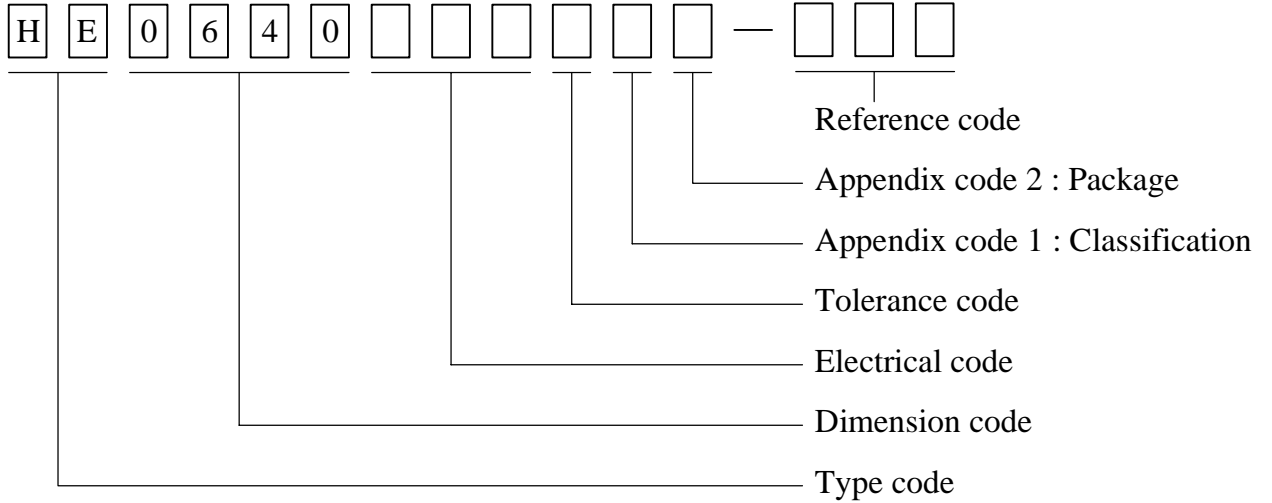 H E 0 6 4 0 —
Reference code
Appendix code 2 : Package
Appendix code 1 : Classification
Tolerance code
Electrical code
Dimension code
Type code